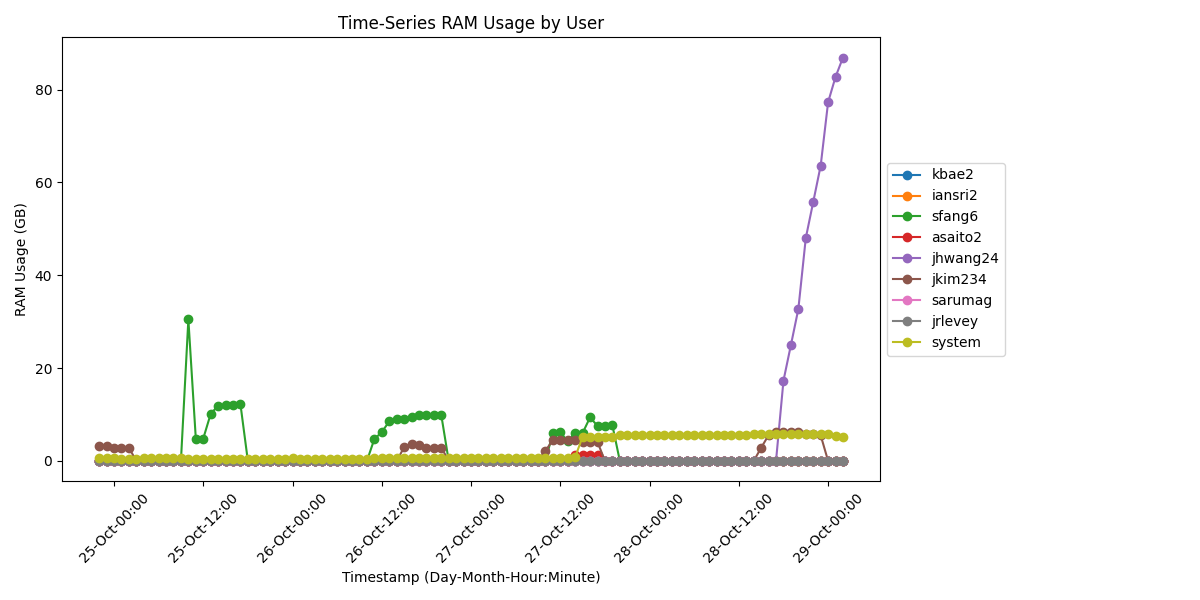 Time-Series RAM Usage by User
RAM Usage (GB)
80
60
40
20
0
25-Oct-00:00
25-Oct-12:00
26-Oct-00:00
26-Oct-12:00
27-Oct-00:00
27-Oct-12:00
28-Oct-00:00
28-Oct-12:00
29-Oct-00:00
Timestamp (Day-Month-Hour:Minute)
kbae2
iansri2
sfang6
asaito2
jhwang24
jkim234
sarumag
jrlevey
system